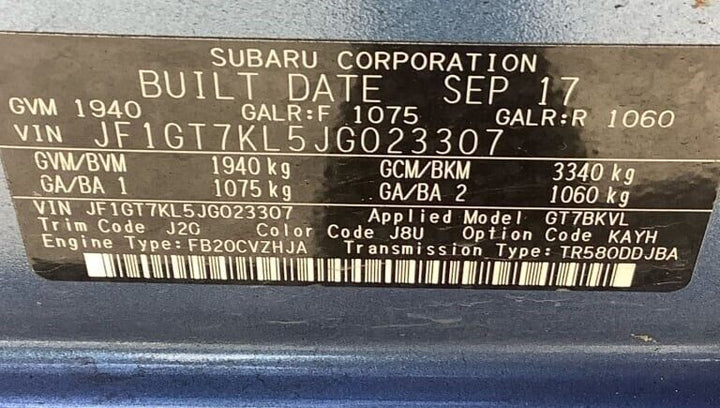 SUBARU CORPORATION
BUILT DATE SEP 17
GVM 1940 GALR:F 1075 GALR:R 1060
VIN JF1GT7KL5JG023307
GVM/BVM 1940 kg GCM/BKM 3340 kg
GA/BA 1 1075 kg GA/BA 2 1060 kg
VIN JF1GT7KL5JG023307 Applied Model GT7BKVL
Trim Code J20 Color Code J8U Option Code KAYH
Engine Type:FB20CVZHJA Transmission Type:TR580DDJBA